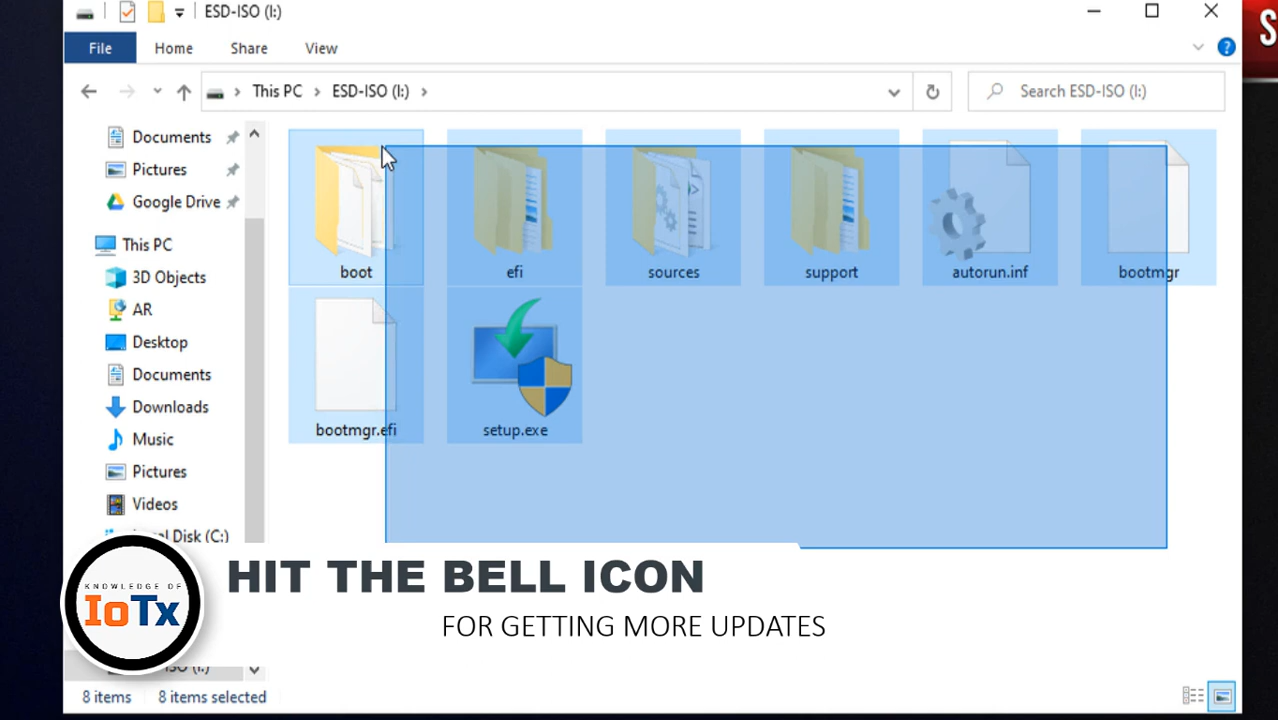 ESD-ISO (I:)
File Home Share View
This PC > ESD-ISO (I:) >
Search ESD-ISO (I:)
Documents
Pictures
Google Drive
This PC
3D Objects
AR
Desktop
Documents
Downloads
Music
Pictures
Videos
boot efi sources support autorun.inf bootmgr
bootmgr.efi setup.exe
Disk (C:)
KNOWLEDGE OF
IoTx
HIT THE BELL ICON
FOR GETTING MORE UPDATES
8 items 8 items selected
S